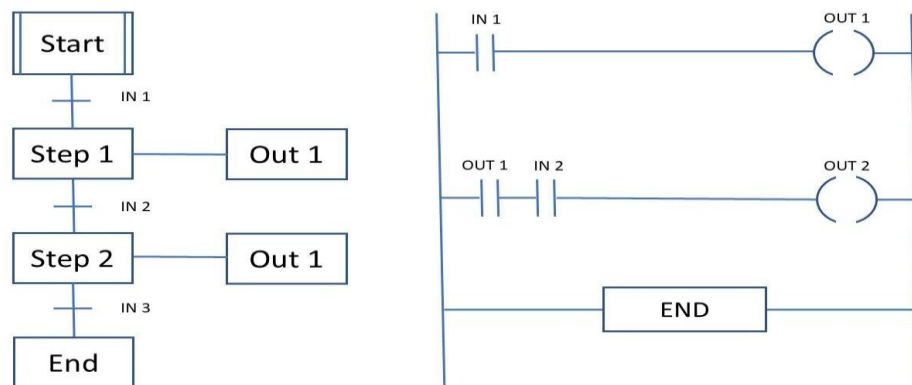 Start
IN 1
Step 1
Out 1
IN 2
Step 2
Out 1
IN 3
End
IN 1
OUT 1
OUT 1
IN 2
OUT 2
END